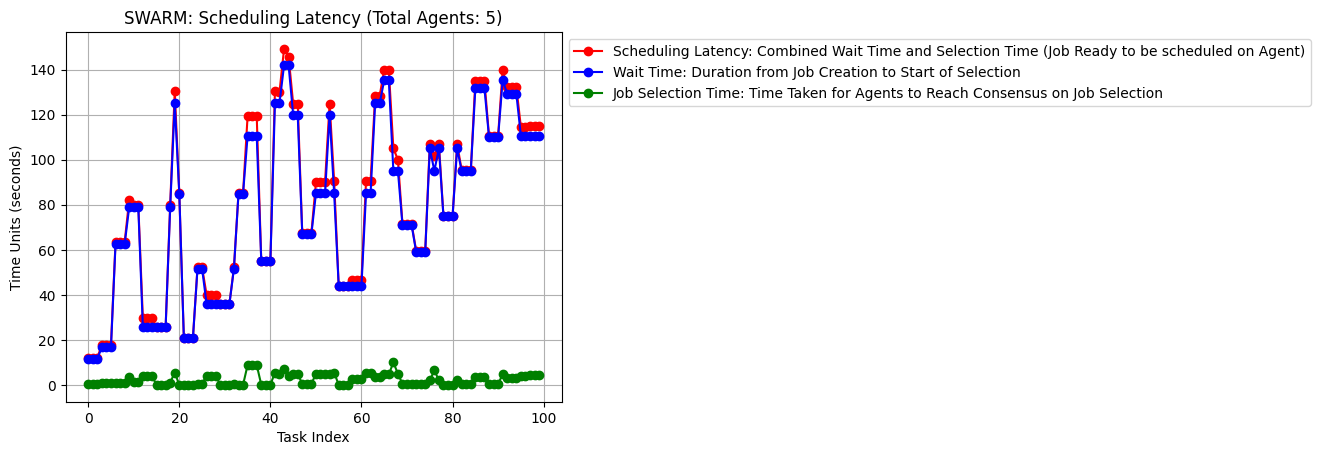 SWARM: Scheduling Latency (Total Agents: 5)
Scheduling Latency: Combined Wait Time and Selection Time (Job Ready to be scheduled on Agent)
Wait Time: Duration from Job Creation to Start of Selection
Job Selection Time: Time Taken for Agents to Reach Consensus on Job Selection
Time Units (seconds)
140
120
100
80
60
40
20
0
0 20 40 60 80 100
Task Index